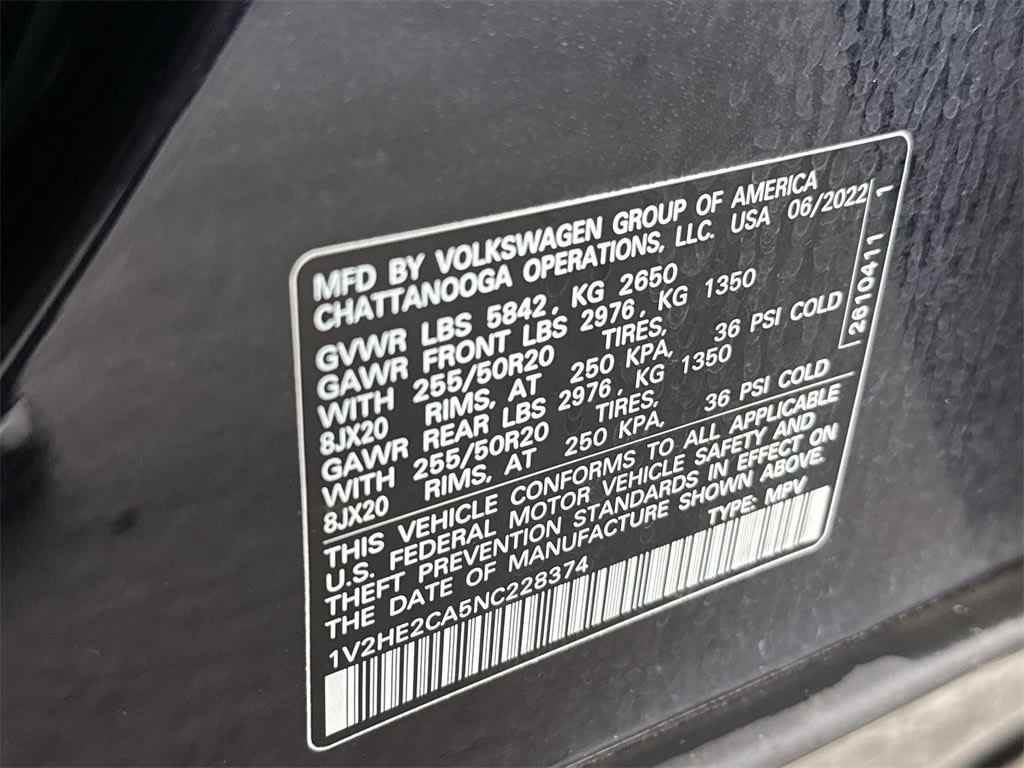 MFD BY VOLKSWAGEN GROUP OF AMERICA
CHATTANOOGA OPERATIONS, LLC. USA 06/2022
GVWR LBS 5842, KG 2650
GAWR FRONT LBS 2976, KG 1350
WITH 255/50R20 TIRES,
8JX20 RIMS, AT 250 KPA, 36 PSI COLD
GAWR REAR LBS 2976, KG 1350
WITH 255/50R20 TIRES,
8JX20 RIMS, AT 250 KPA, 36 PSI COLD
THIS VEHICLE CONFORMS TO ALL APPLICABLE
U.S. FEDERAL MOTOR VEHICLE SAFETY AND
THEFT PREVENTION STANDARDS IN EFFECT ON
THE DATE OF MANUFACTURE SHOWN ABOVE.
TYPE: MPV
1V2HE2CA5NC228374
2610411 1